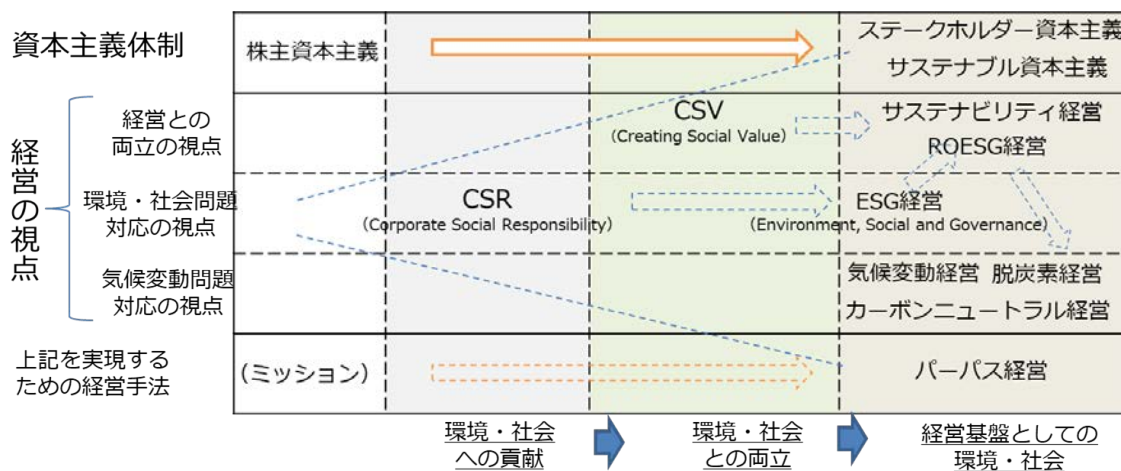 資本主義体制
株主資本主義
ステークホルダー資本主義
サステナブル資本主義
経営の視点
経営との
両立の視点
CSV
(Creating Social Value)
サステナビリティ経営
ROESG経営
環境・社会問題
対応の視点
CSR
(Corporate Social Responsibility)
ESG経営
(Environment, Social and Governance)
気候変動問題
対応の視点
気候変動経営 脱炭素経営
カーボンニュートラル経営
上記を実現する
ための経営手法
(ミッション)
パーパス経営
環境・社会
への貢献
環境・社会
との両立
経営基盤としての
環境・社会